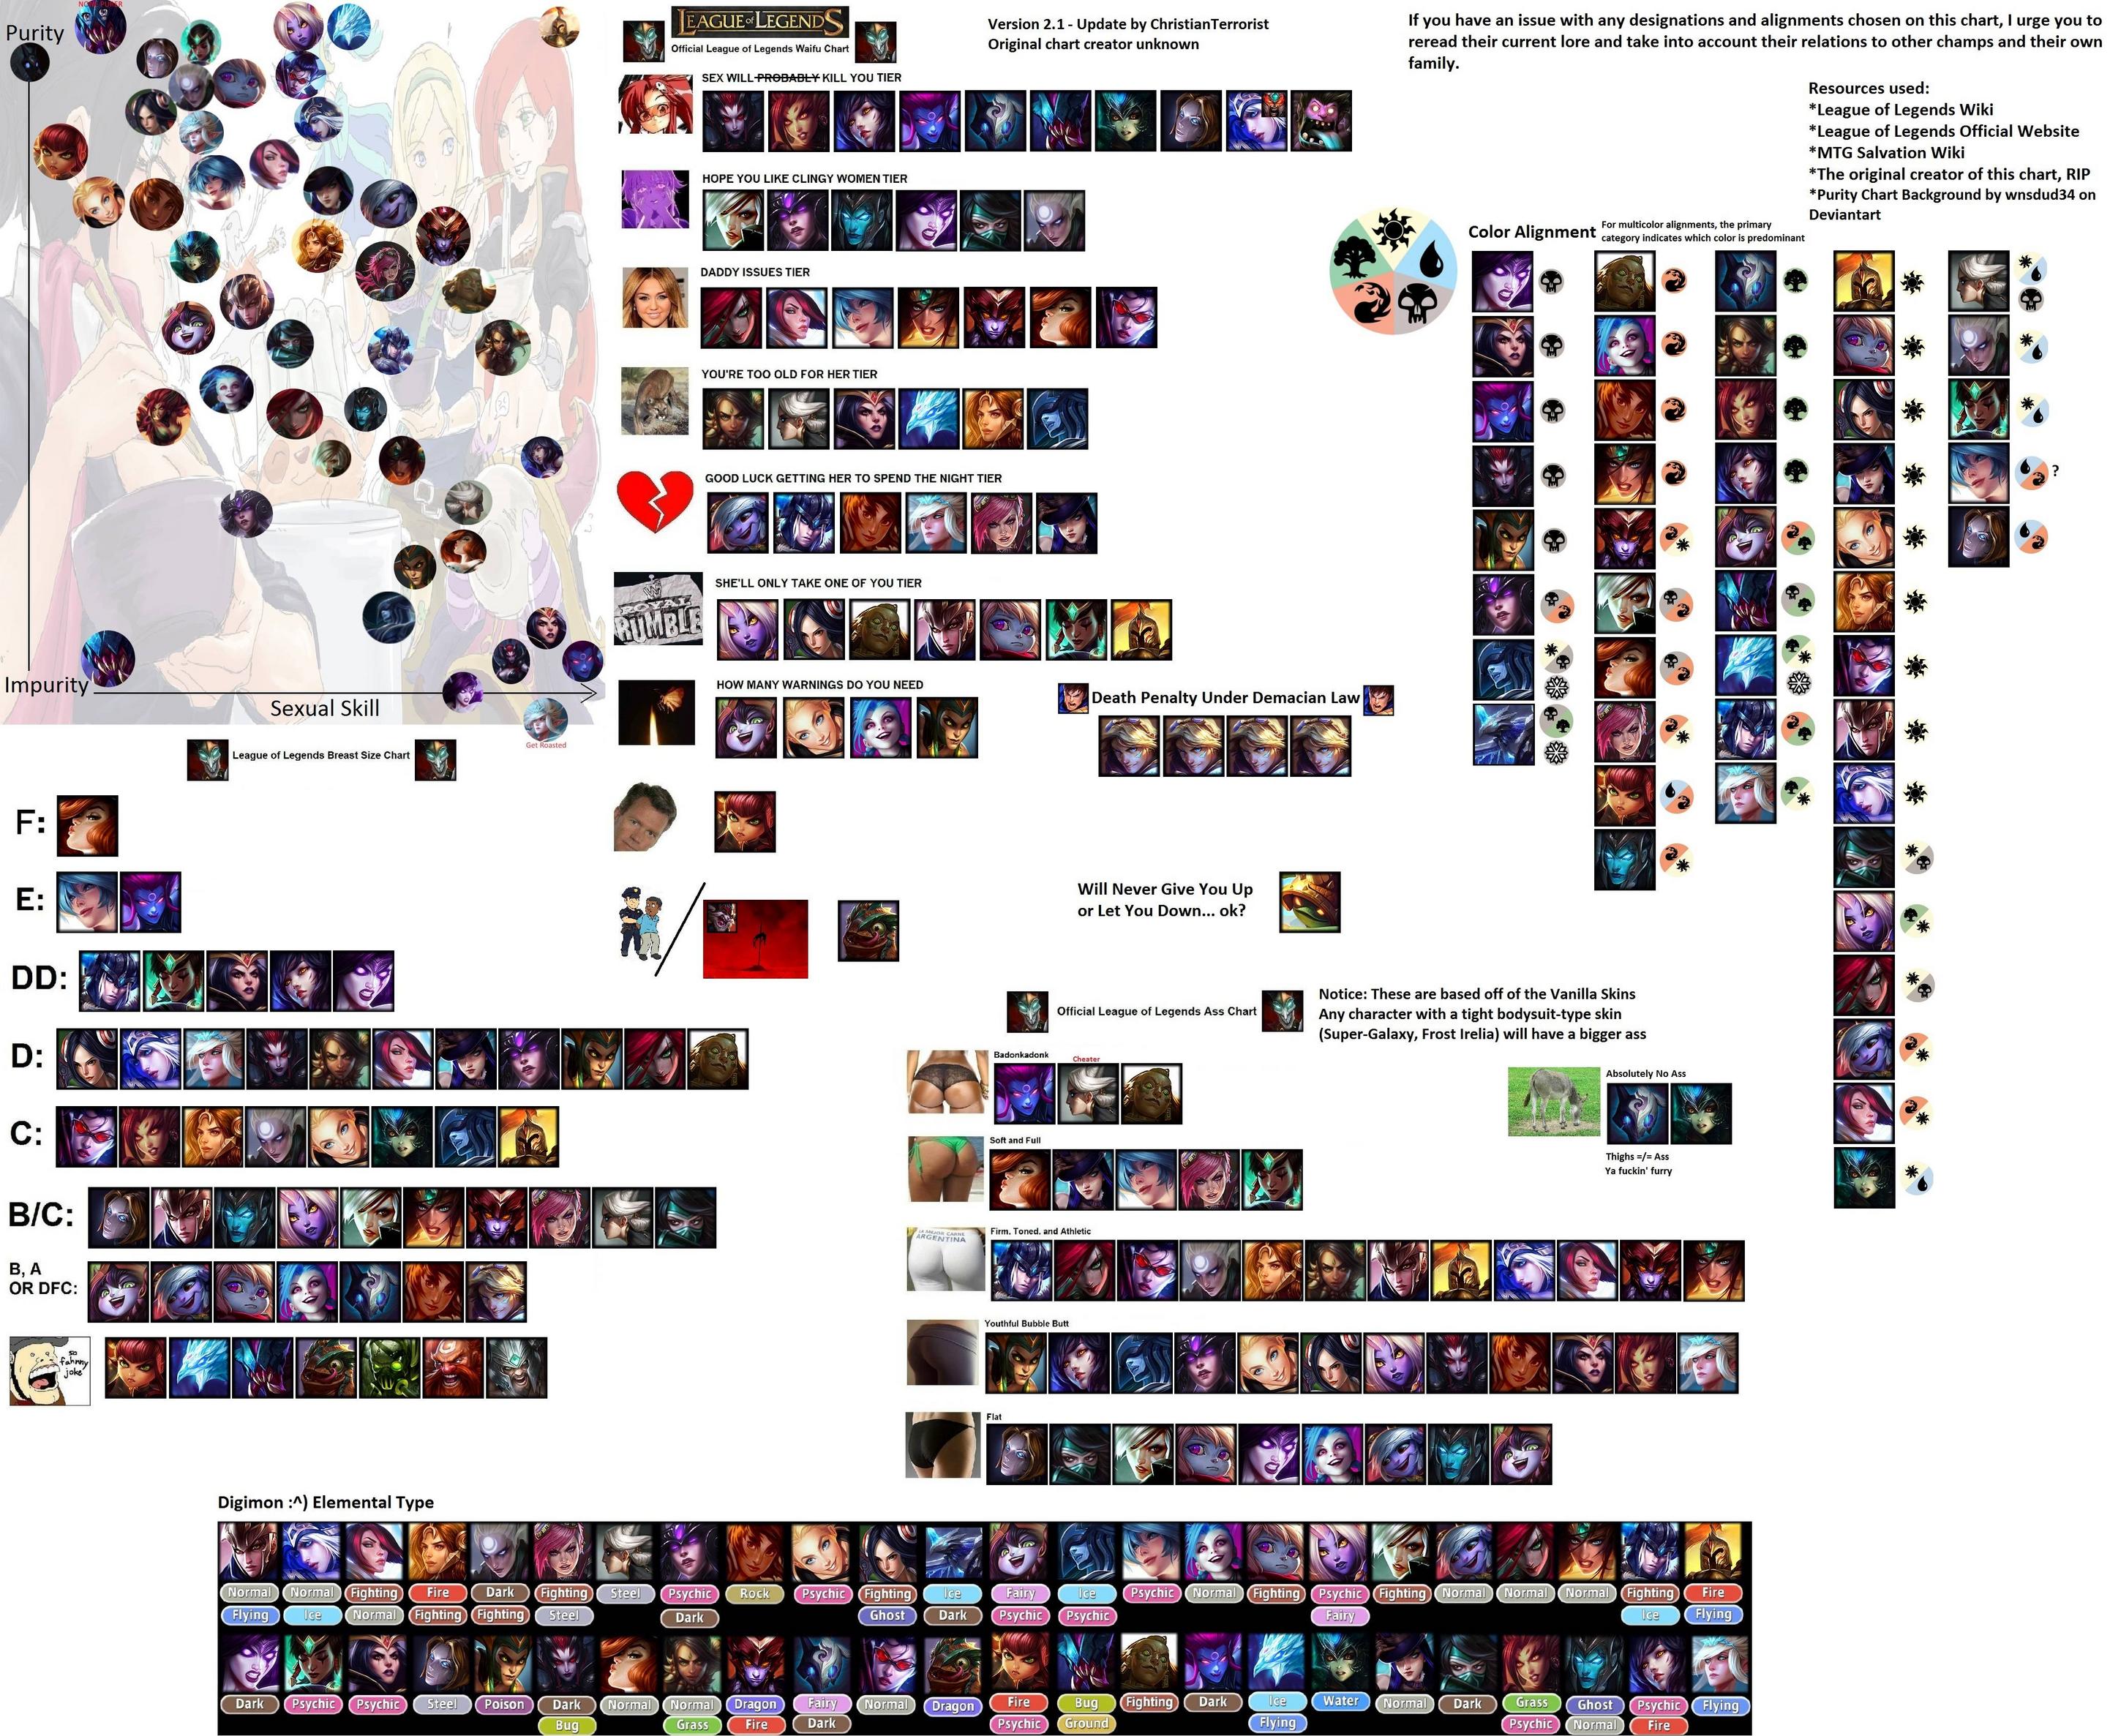 NON-PUKER
Purity
Impurity
Sexual Skill
Get Roasted
LEAGUE of LEGENDS
Official League of Legends Waifu Chart
Version 2.1 - Update by ChristianTerrorist
Original chart creator unknown
If you have an issue with any designations and alignments chosen on this chart, I urge you to
reread their current lore and take into account their relations to other champs and their own
family.
Resources used:
*League of Legends Wiki
*League of Legends Official Website
*MTG Salvation Wiki
*The original creator of this chart, RIP
*Purity Chart Background by wnsdud34 on
Deviantart
SEX WILL PROBABLY KILL YOU TIER
HOPE YOU LIKE CLINGY WOMEN TIER
DADDY ISSUES TIER
YOU'RE TOO OLD FOR HER TIER
GOOD LUCK GETTING HER TO SPEND THE NIGHT TIER
SHE'LL ONLY TAKE ONE OF YOU TIER
ROYAL
RUMBLE
HOW MANY WARNINGS DO YOU NEED
Death Penalty Under Demacian Law
Will Never Give You Up
or Let You Down... ok?
Color Alignment
For multicolor alignments, the primary
category indicates which color is predominant
?
League of Legends Breast Size Chart
F:
E:
DD:
D:
C:
B/C:
B, A
OR DFC:
so
fahnny
joke
Official League of Legends Ass Chart
Notice: These are based off of the Vanilla Skins
Any character with a tight bodysuit-type skin
(Super-Galaxy, Frost Irelia) will have a bigger ass
Badonkadonk
Cheater
Absolutely No Ass
Thighs =/= Ass
Ya fuckin' furry
Soft and Full
Firm, Toned, and Athletic
ARGENTINA
Youthful Bubble Butt
Flat
Digimon :^) Elemental Type
Normal Normal Fighting Fire Dark Fighting Steel Psychic Rock Psychic Fighting Ice Fairy Ice Psychic Normal Fighting Psychic Fighting Normal Normal Normal Fighting Fire
Flying Ice Normal Fighting Fighting Steel Dark Ghost Dark Psychic Psychic Fairy Ice Flying
Dark Psychic Psychic Steel Poison Dark Normal Normal Dragon Fairy Normal Dragon Fire Bug Fighting Dark Ice Water Normal Dark Grass Ghost Psychic Flying
Bug Grass Fire Dark Psychic Ground Flying Psychic Normal Fire